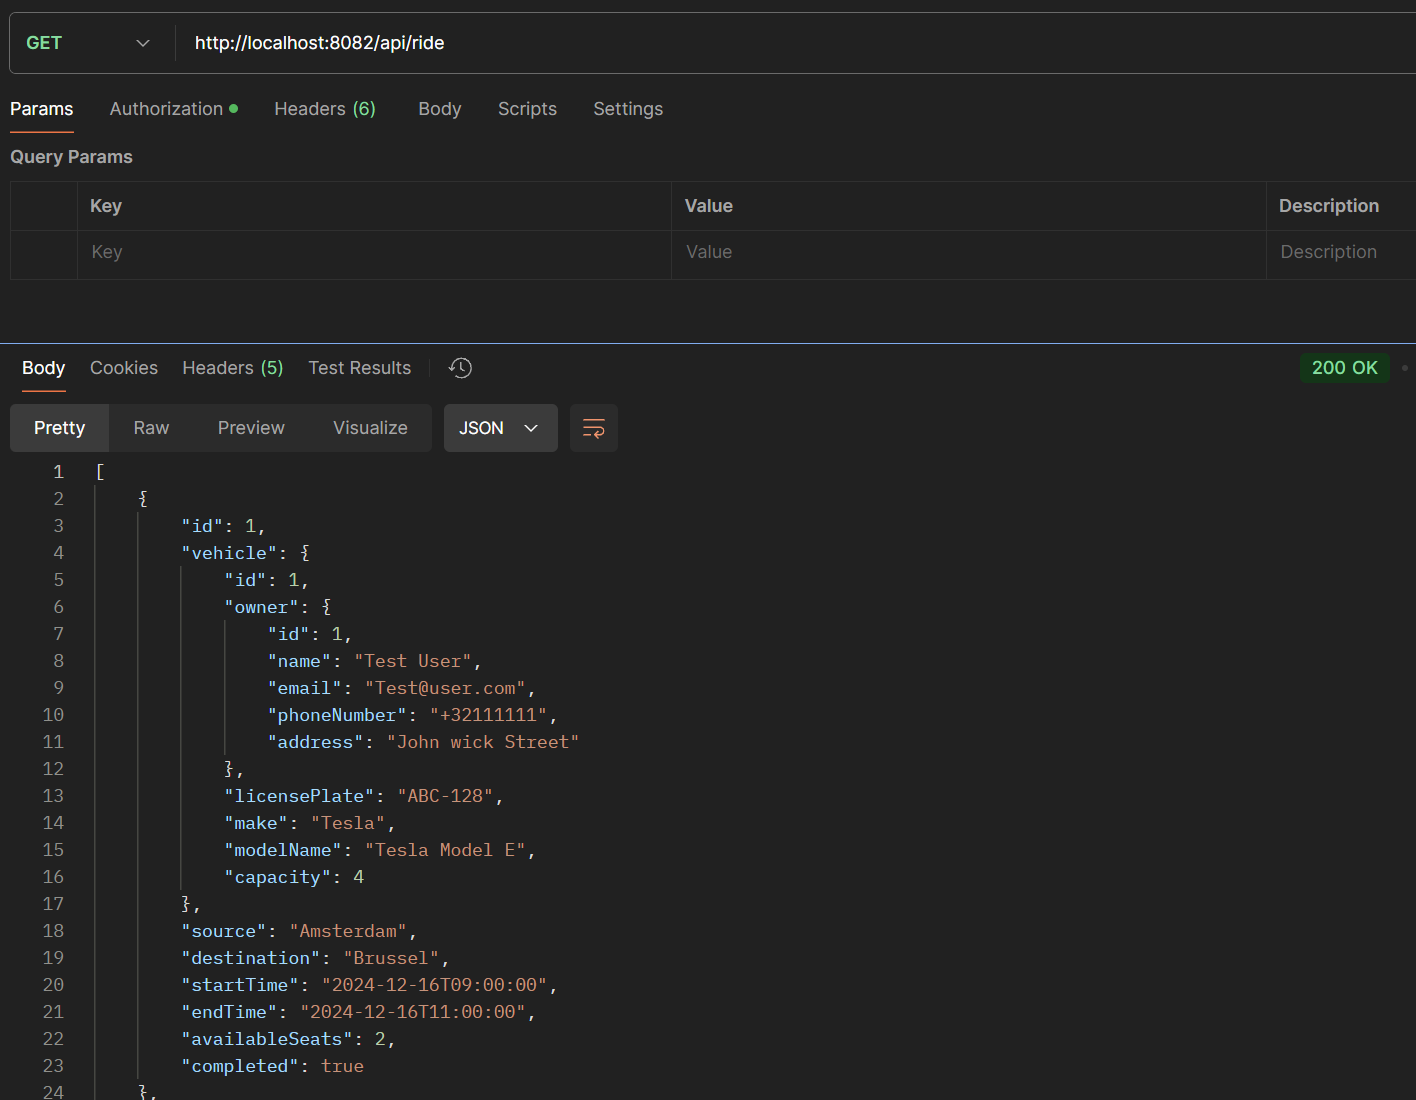 GET http://localhost:8082/api/ride
Params Authorization Headers (6) Body Scripts Settings
Query Params
Key Value Description
Key Value Description
Body Cookies Headers (5) Test Results 200 OK
Pretty Raw Preview Visualize JSON
1 [
2 {
3 "id": 1,
4 "vehicle": {
5 "id": 1,
6 "owner": {
7 "id": 1,
8 "name": "Test User",
9 "email": "Test@user.com",
10 "phoneNumber": "+32111111",
11 "address": "John wick Street"
12 },
13 "licensePlate": "ABC-128",
14 "make": "Tesla",
15 "modelName": "Tesla Model E",
16 "capacity": 4
17 },
18 "source": "Amsterdam",
19 "destination": "Brussel",
20 "startTime": "2024-12-16T09:00:00",
21 "endTime": "2024-12-16T11:00:00",
22 "availableSeats": 2,
23 "completed": true
24 },